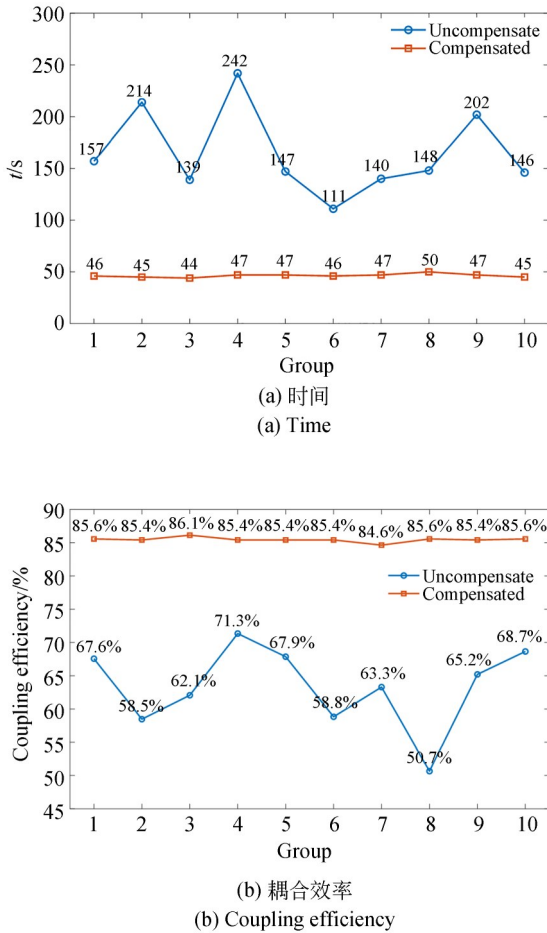 300
250
200
150
100
50
0
t/s
Uncompensate
Compensated
157 214 139 242 147 111 140 148 202 146
46 45 44 47 47 46 47 50 47 45
1 2 3 4 5 6 7 8 9 10
Group
(a) 时间
(a) Time
90
85
80
75
70
65
60
55
50
45
Coupling efficiency/%
85.6% 85.4% 86.1% 85.4% 85.4% 85.4% 84.6% 85.6% 85.4% 85.6%
Uncompensate
Compensated
67.6% 58.5% 62.1% 71.3% 67.9% 58.8% 63.3% 50.7% 65.2% 68.7%
1 2 3 4 5 6 7 8 9 10
Group
(b) 耦合效率
(b) Coupling efficiency